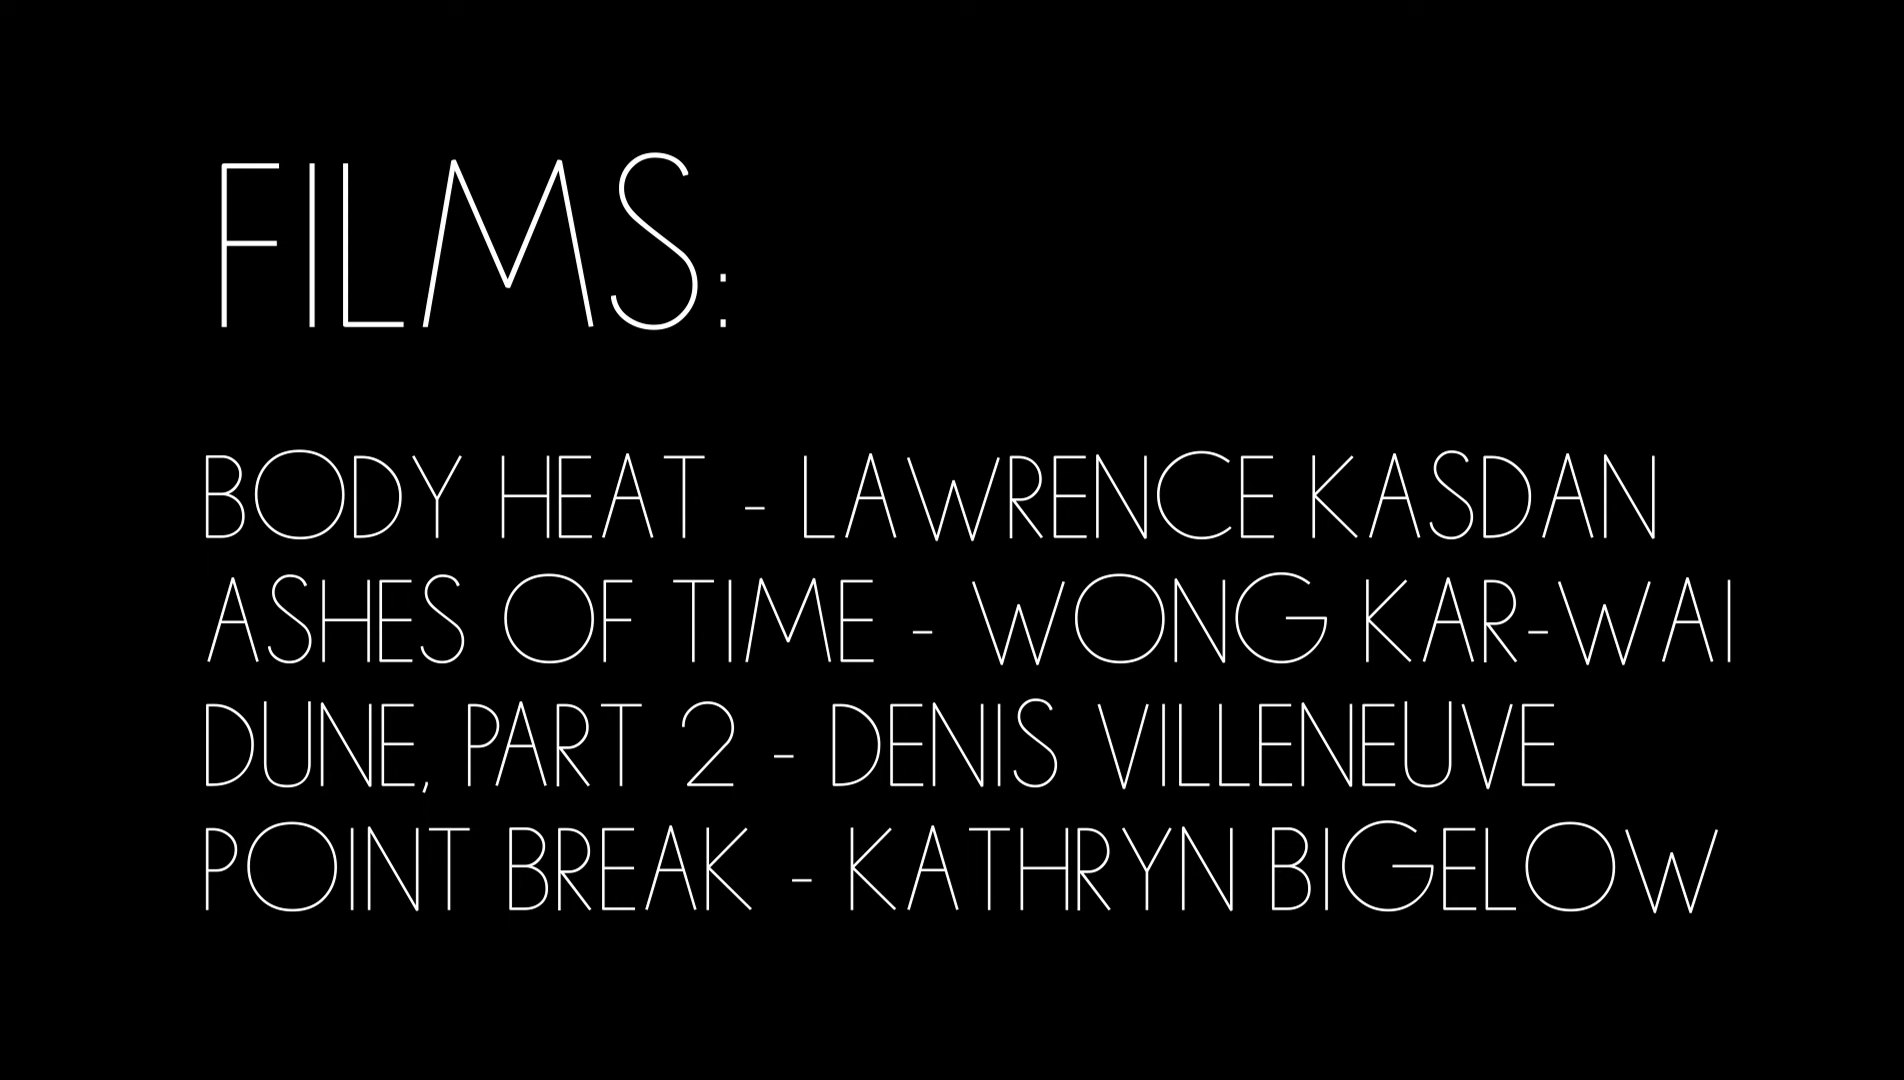 FILMS:
BODY HEAT - LAWRENCE KASDAN
ASHES OF TIME - WONG KAR-WAI
DUNE, PART 2 - DENIS VILLENEUVE
POINT BREAK - KATHRYN BIGELOW